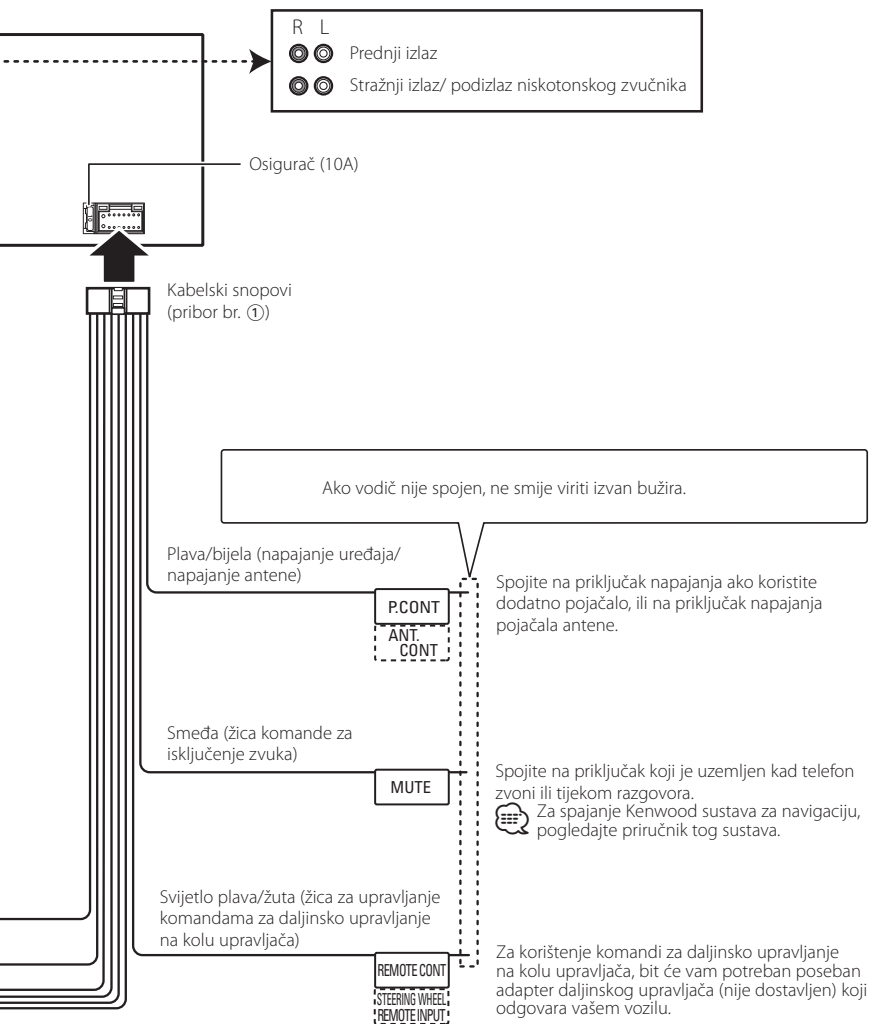 R L
Prednji izlaz
Stražnji izlaz/ podizlaz niskotonskog zvučnika
Osigurač (10A)
Kabelski snopovi
(pribor br. ①)
Ako vodič nije spojen, ne smije viriti izvan bužira.
Plava/bijela (napajanje uređaja/
napajanje antene)
P.CONT
ANT.
CONT
Spojite na priključak napajanja ako koristite
dodatno pojačalo, ili na priključak napajanja
pojačala antene.
Smeđa (žica komande za
isključenje zvuka)
MUTE
Spojite na priključak koji je uzemljen kad telefon
zvoni ili tijekom razgovora.
Za spajanje Kenwood sustava za navigaciju,
pogledajte priručnik tog sustava.
Svijetlo plava/žuta (žica za upravljanje
komandama za daljinsko upravljanje
na kolu upravljača)
REMOTE CONT
STEERING WHEEL
REMOTE INPUT
Za korištenje komandi za daljinsko upravljanje
na kolu upravljača, bit će vam potreban poseban
adapter daljinskog upravljača (nije dostavljen) koji
odgovara vašem vozilu.